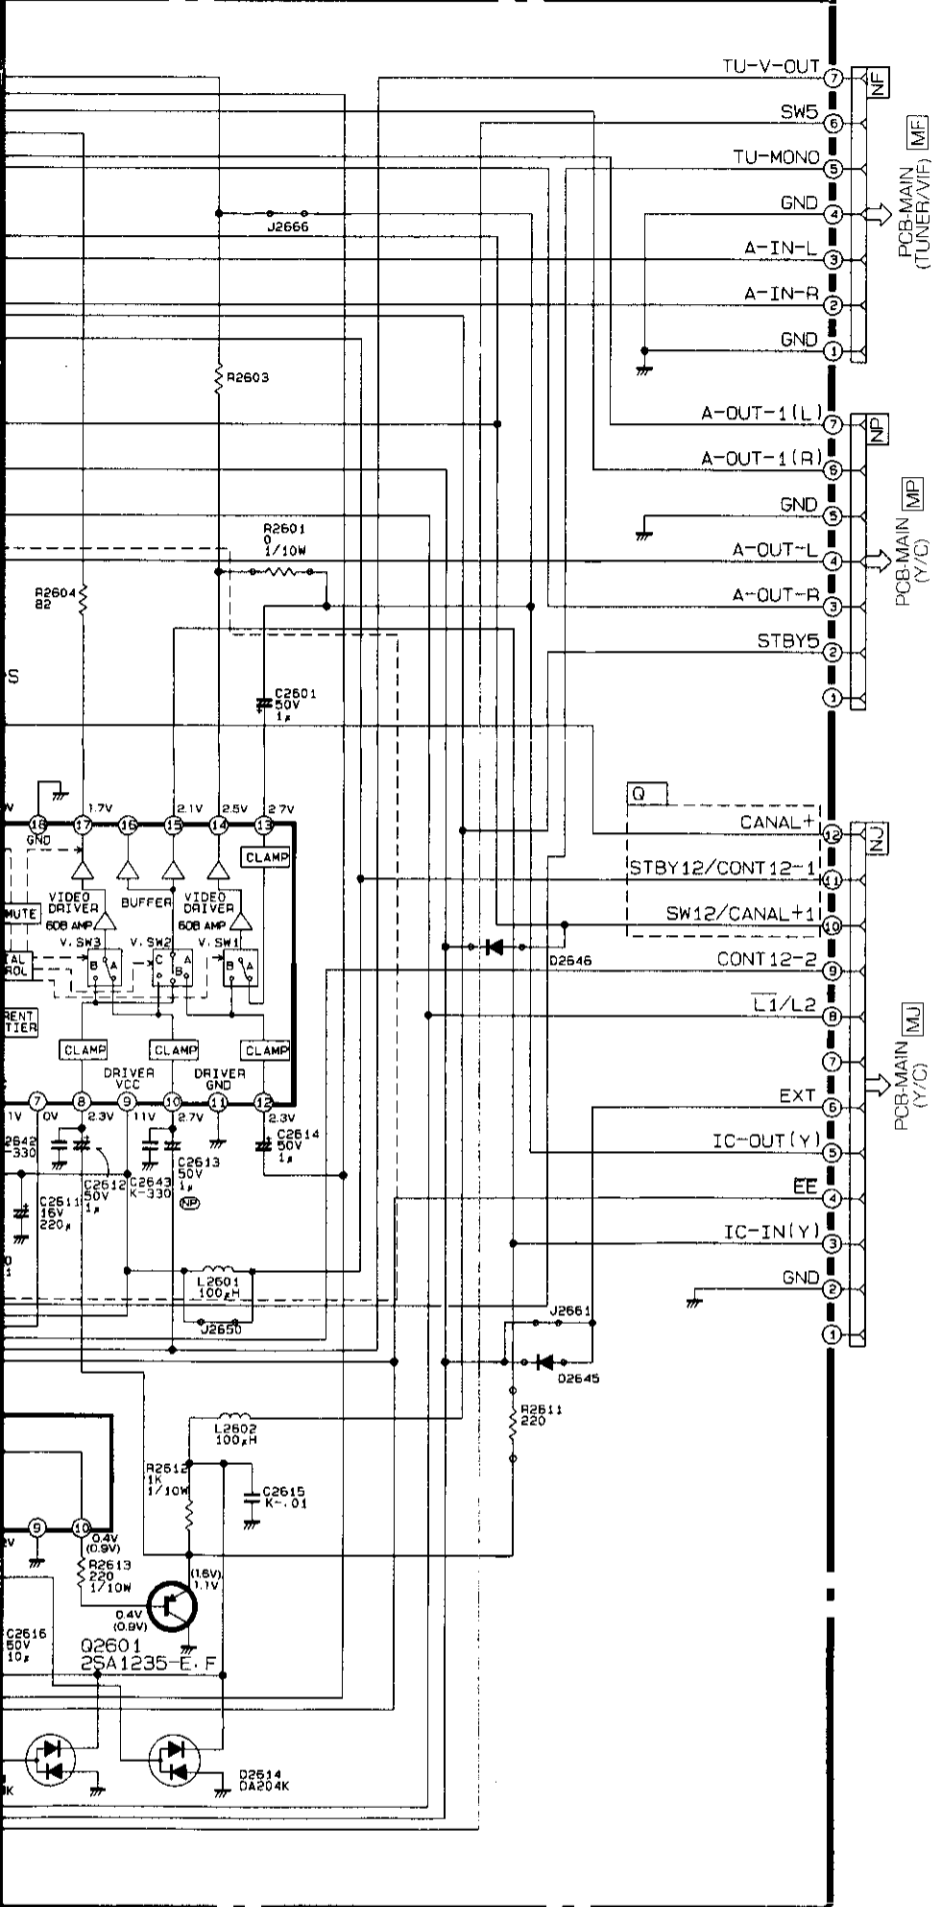 TU-V-OUT 7 NF
SW5 6
TU-MONO 5
GND 4
A-IN-L 3
A-IN-R 2
GND 1
MF
PCB-MAIN
(TUNER/VIF)
J2666
R2603
A-OUT-1(L) 7 NP
A-OUT-1(R) 6
GND 5
A-OUT-L 4
A-OUT-R 3
STBY5 2
1
MP
PCB-MAIN
(Y/C)
R2601
0
1/10W
R2604
82
S
C2601
50V
1μ
1.7V 2.1V 2.5V 2.7V
18 17 16 15 14 13
GND
CLAMP
VIDEO
DRIVER
BUFFER
VIDEO
DRIVER
MUTE
6DB AMP
6DB AMP
V.SW3 V.SW2 V.SW1
B A C A B B A
CLAMP CLAMP CLAMP
DRIVER
VCC
DRIVER
GND
7 8 9 10 11 12
1V 0V 2.3V 11V 2.7V 2.3V
Q
CANAL+ 12 NJ
STBY12/CONT12-1 11
SW12/CANAL+1 10
D2646
CONT12-2 9
L1/L2 8
7
EXT 6
IC-OUT(Y) 5
EE 4
IC-IN(Y) 3
GND 2
1
MJ
PCB-MAIN
(Y/C)
C2614
50V
1μ
C2613
50V
1μ
NP
C2643
K-330
C2612
50V
1μ
C2611
16V
220μ
L2601
100μH
J2650
J2661
D2645
R2611
220
L2602
100μH
R2612
1K
1/10W
C2615
K-.01
9 10
0.4V
(0.9V)
R2613
220
1/10W
(1.6V)
1.1V
0.4V
(0.9V)
Q2601
2SA1235-E.F
C2616
50V
10μ
D2614
DA204K